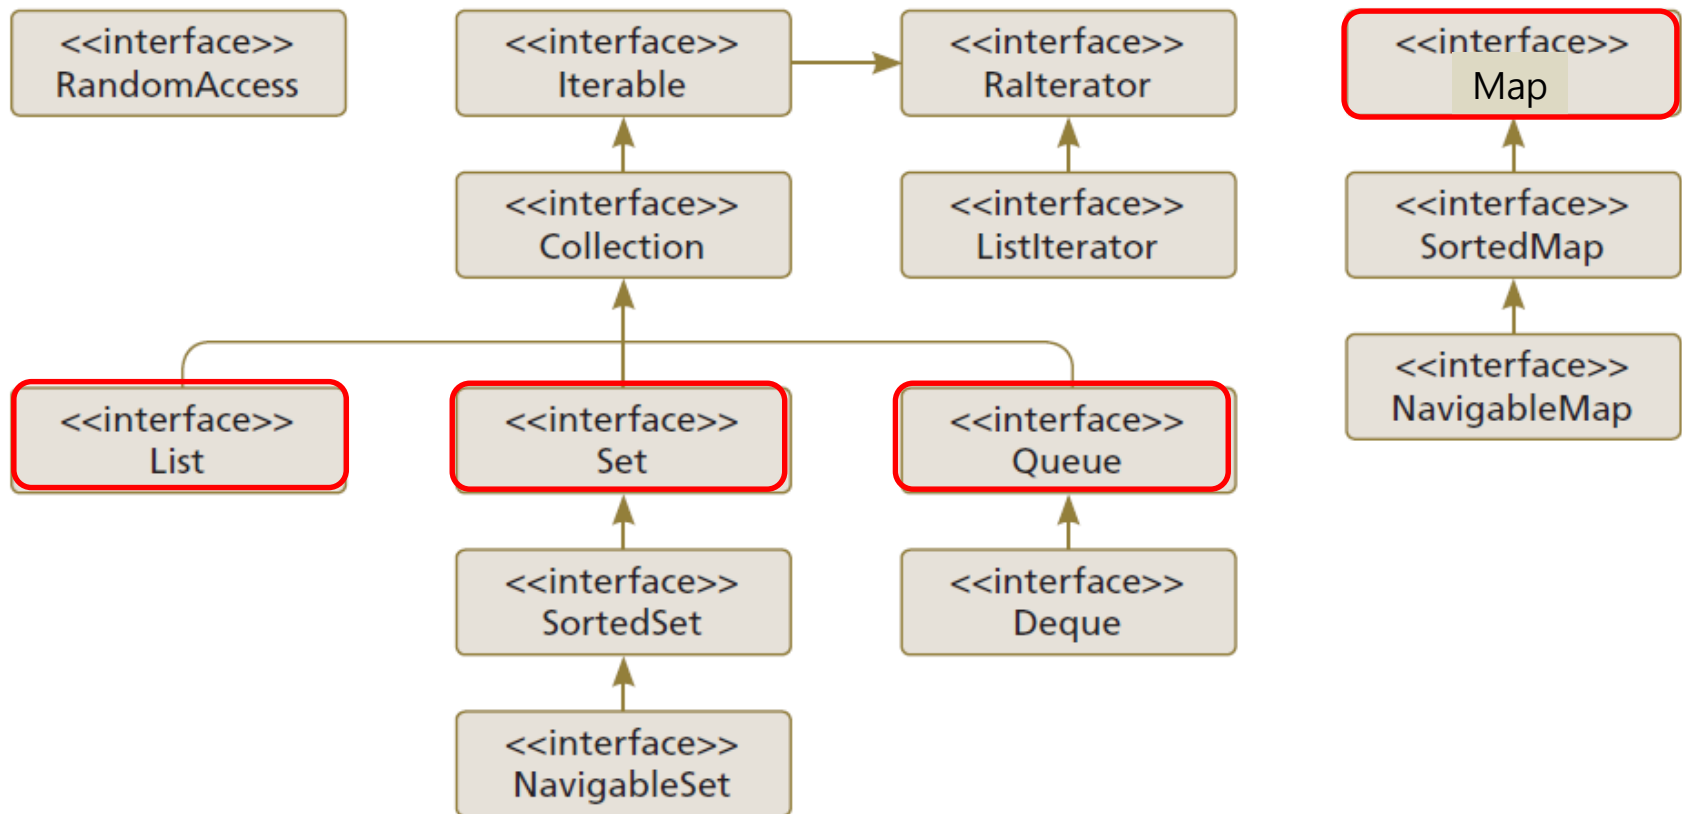 <<interface>>
RandomAccess
<<interface>>
Iterable
<<interface>>
RaIterator
<<interface>>
Map
<<interface>>
Collection
<<interface>>
ListIterator
<<interface>>
SortedMap
<<interface>>
NavigableMap
<<interface>>
List
<<interface>>
Set
<<interface>>
Queue
<<interface>>
SortedSet
<<interface>>
Deque
<<interface>>
NavigableSet